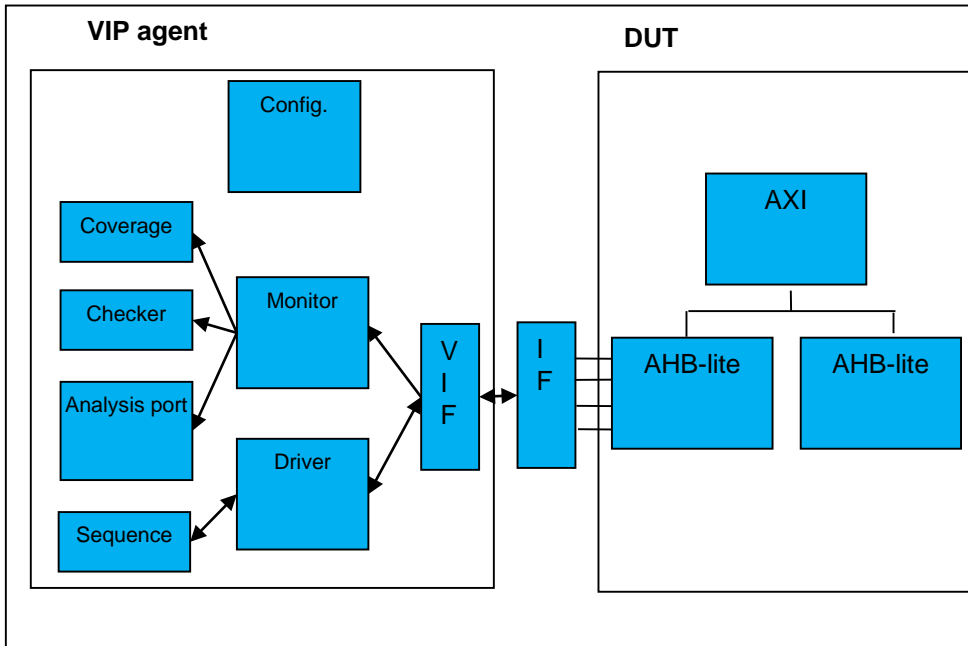 VIP agent
DUT
Config.
AXI
Coverage
Monitor
Checker
V
I
F
I
F
AHB-lite
AHB-lite
Analysis port
Driver
Sequence